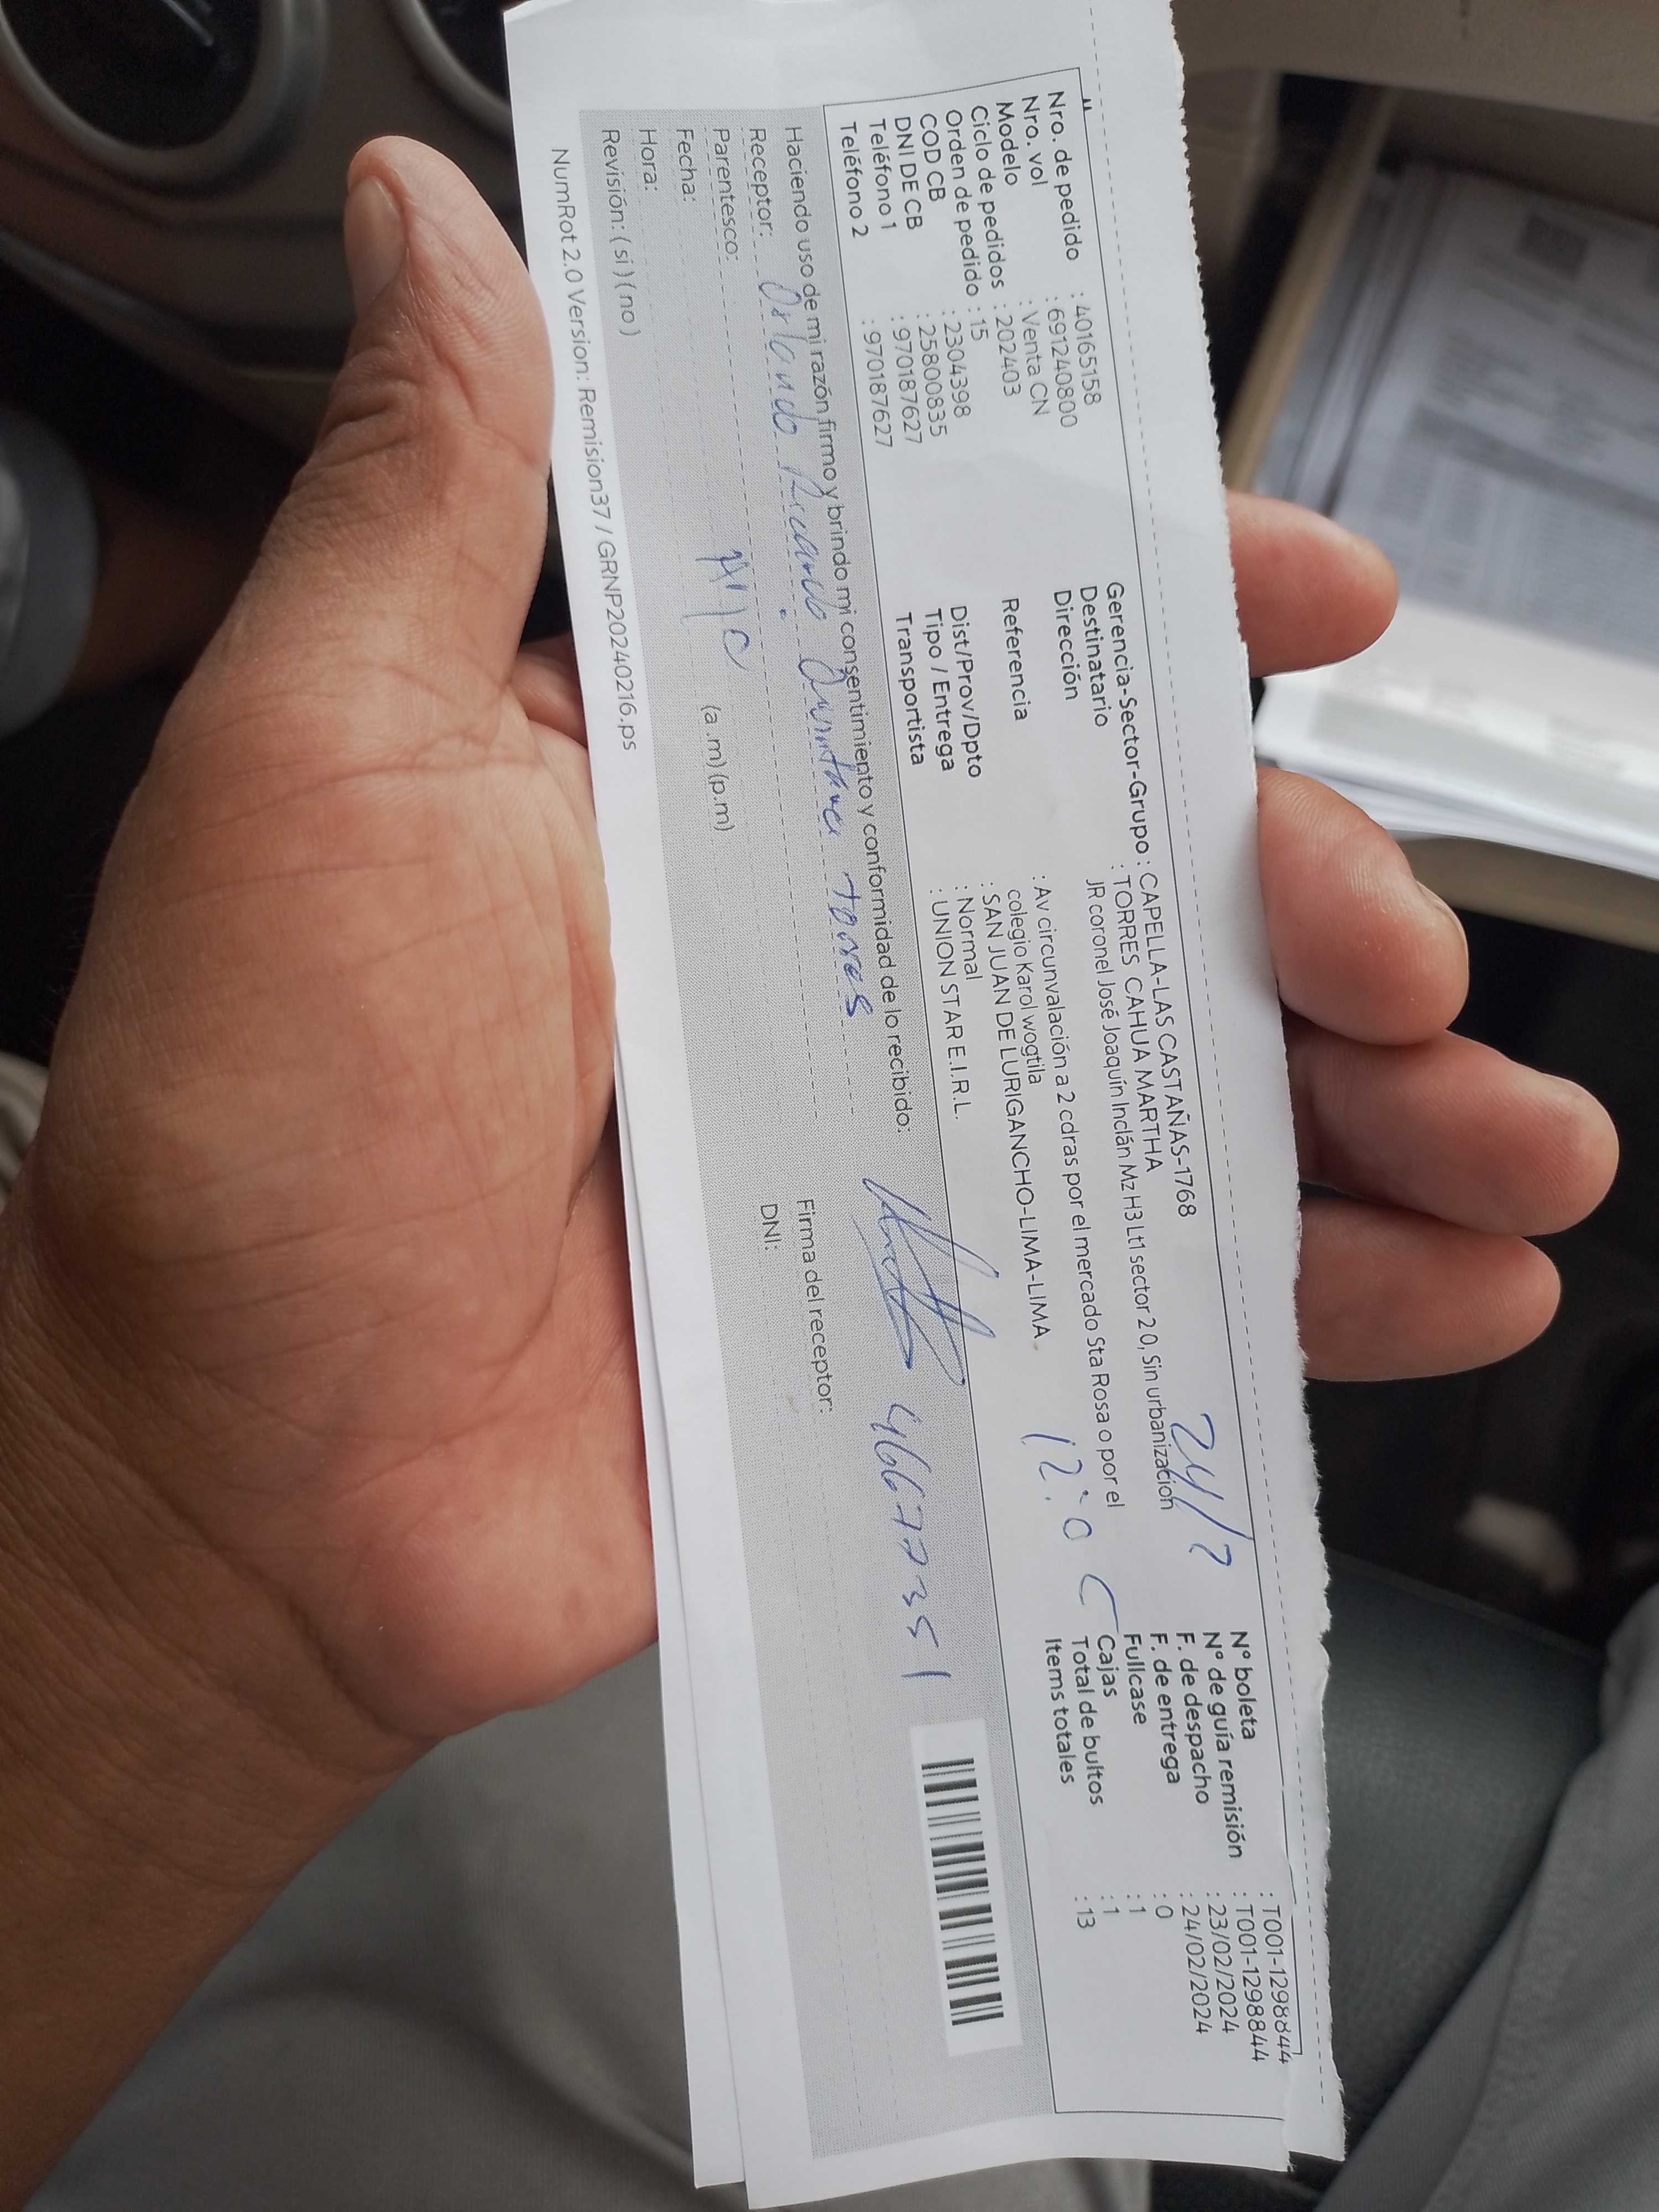 Nro. de pedido : 40165158
Nro. vol : 691240800
Modelo : Venta CN
Ciclo de pedidos : 202403
Orden de pedido : 15
COD CB : 2304398
DNI DE CB : 25800835
Teléfono 1 : 970187627
Teléfono 2 : 970187627
Gerencia-Sector-Grupo : CAPELLA-LAS CASTAÑAS-1768
Destinatario : TORRES CAHUA MARTHA
Dirección JR coronel José Joaquín Inclán Mz H3 Lt1 sector 20, Sin urbanización
Referencia : Av circunvalación a 2 cdras por el mercado Sta Rosa o por el
colegio Karol wogtila
Dist/Prov/Dpto : SAN JUAN DE LURIGANCHO-LIMA-LIMA
Tipo / Entrega : Normal
Transportista : UNION STAR E.I.R.L.
24/2
12:0
Nº boleta : T001-1298844
Nº de guía remisión : T001-1298844
F. de despacho : 23/02/2024
F. de entrega : 24/02/2024
Fullcase : 0
Cajas : 1
Total de bultos : 1
Items totales : 13
Haciendo uso de mi razón, firmo y brindo mi consentimiento y conformidad de lo recibido:
Receptor: Orlando Ricardo torres
Parentesco:
Fecha:
Hora: (a.m) (p.m)
Revisión: ( si ) ( no )
46677351
Firma del receptor:
DNI:
NumRot 2.0 Version: Remision37 / GRNP20240216.ps